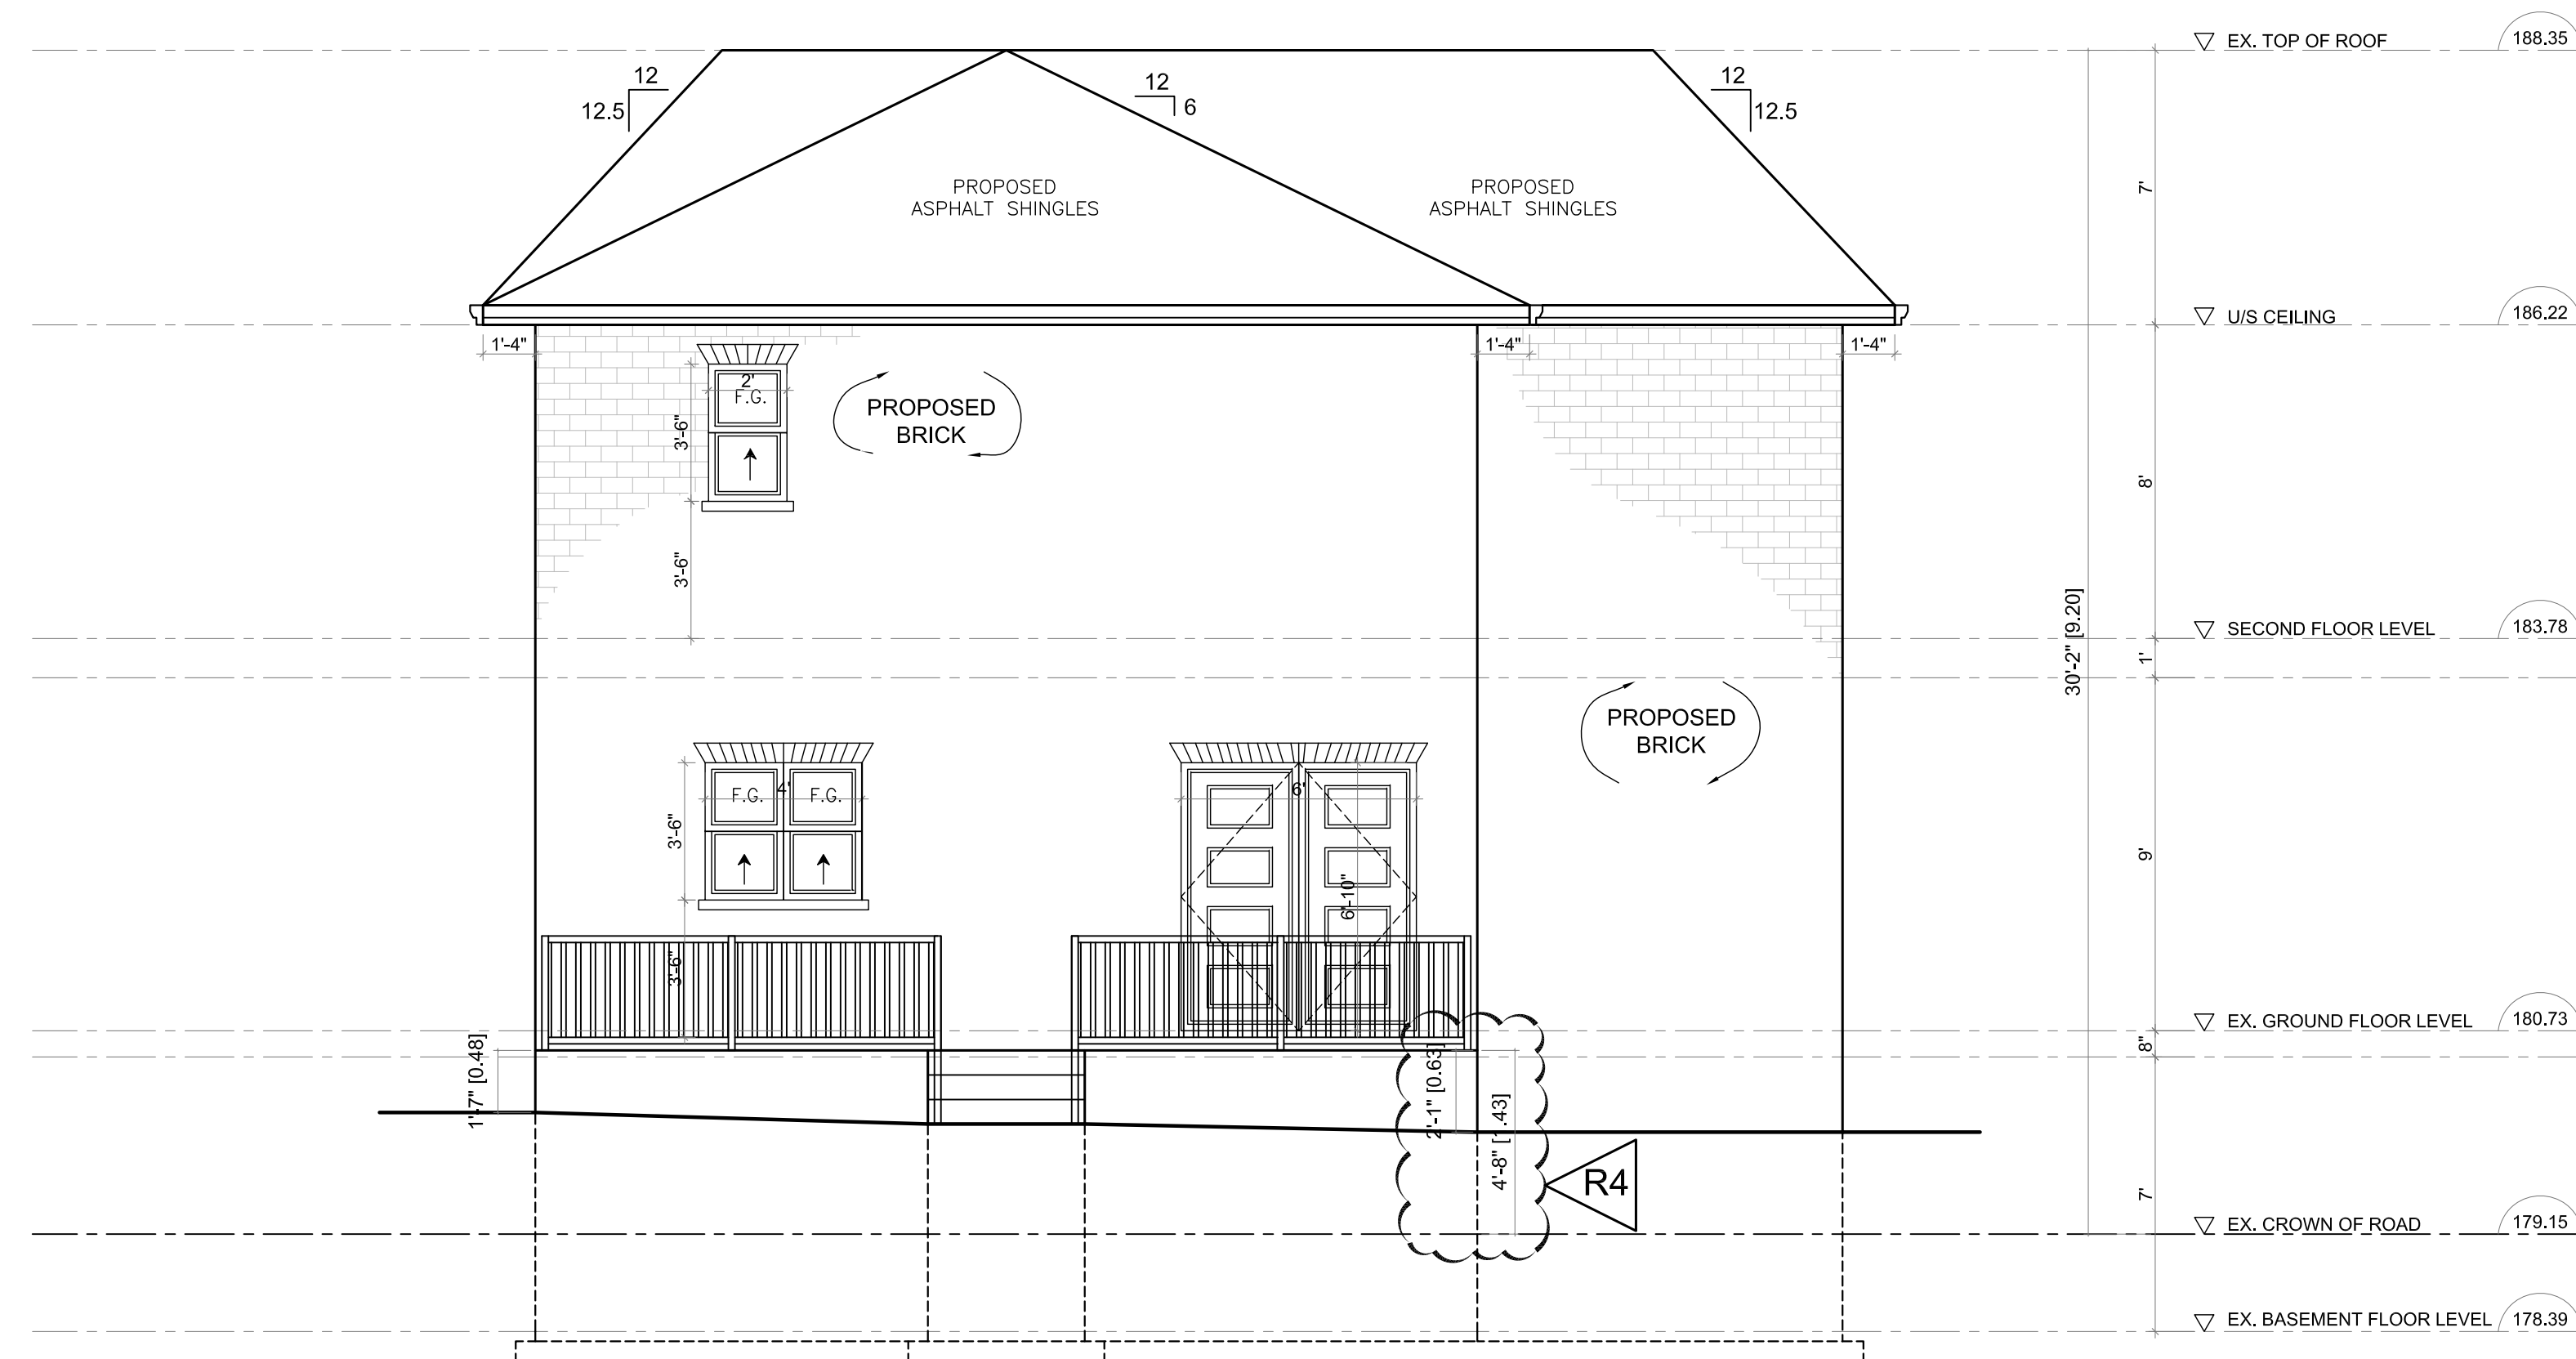 EX. TOP OF ROOF 188.35
12
12.5
12
6
12
12.5
PROPOSED
ASPHALT SHINGLES
PROPOSED
ASPHALT SHINGLES
7'
U/S CEILING 186.22
1'-4"
1'-4"
1'-4"
2'
F.G.
3'-6"
PROPOSED
BRICK
8'
3'-6"
30'-2" [9.20]
SECOND FLOOR LEVEL 183.78
1'
PROPOSED
BRICK
F.G. 4' F.G.
6'
3'-6"
6'-10"
9'
3'-6"
EX. GROUND FLOOR LEVEL 180.73
8"
1'-7" [0.48]
2'-1" [0.63]
4'-8" [1.43]
R4
7'
EX. CROWN OF ROAD 179.15
EX. BASEMENT FLOOR LEVEL 178.39